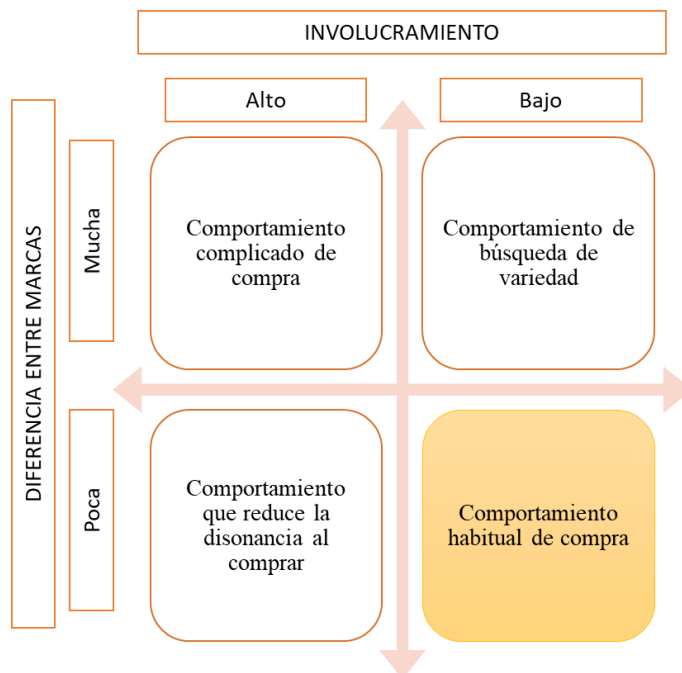 INVOLUCRAMIENTO
Alto
Bajo
DIFERENCIA ENTRE MARCAS
Mucha
Comportamiento
complicado de
compra
Comportamiento de
búsqueda de
variedad
Poca
Comportamiento
que reduce la
disonancia al
comprar
Comportamiento
habitual de compra